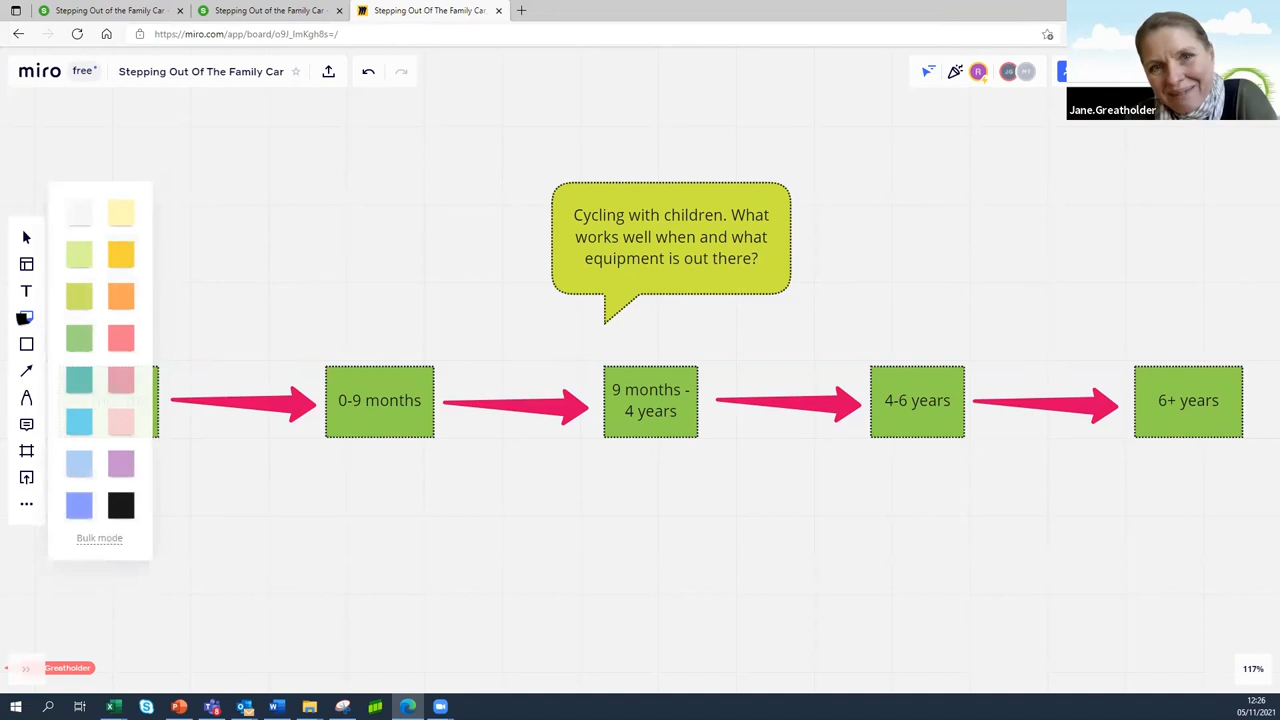 Stepping Out of the Family Car -
Stepping Out of the Family Car -
Stepping Out Of The Family Car,
https://miro.com/app/board/o9J_lmKgh8s=/
miro
free
Stepping Out Of The Family Car
R
JG
MT
Jane.Greatholder
Cycling with children. What
works well when and what
equipment is out there?
0-9 months
9 months -
4 years
4-6 years
6+ years
Bulk mode
Greatholder
117%
12:26
05/11/2021